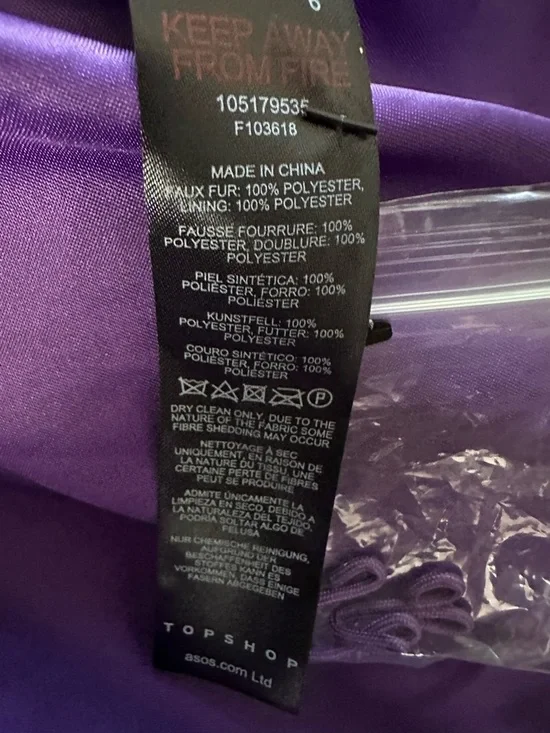 6
KEEP AWAY
FROM FIRE
105179535
F103618
MADE IN CHINA
FAUX FUR: 100% POLYESTER,
LINING: 100% POLYESTER
FAUSSE FOURRURE: 100%
POLYESTER, DOUBLURE: 100%
POLYESTER
PIEL SINTÉTICA: 100%
POLIÉSTER, FORRO: 100%
POLIÉSTER
KUNSTFELL: 100%
POLYESTER, FUTTER: 100%
POLYESTER
COURO SINTÉTICO: 100%
POLIÉSTER, FORRO: 100%
POLIÉSTER
P
DRY CLEAN ONLY, DUE TO THE
NATURE OF THE FABRIC SOME
FIBRE SHEDDING MAY OCCUR
NETTOYAGE À SEC
UNIQUEMENT, EN RAISON DE
LA NATURE DU TISSU, UNE
CERTAINE PERTE DE FIBRES
PEUT SE PRODUIRE
ADMITE ÚNICAMENTE LA
LIMPIEZA EN SECO, DEBIDO A
LA NATURALEZA DEL TEJIDO,
PODRÍA SOLTAR ALGO DE
PELUSA
NUR CHEMISCHE REINIGUNG,
AUFGRUND DER
BESCHAFFENHEIT DES
STOFFES KANN ES
VORKOMMEN, DASS EINIGE
FASERN ABGEGEBEN
TOPSHOP
asos.com Ltd